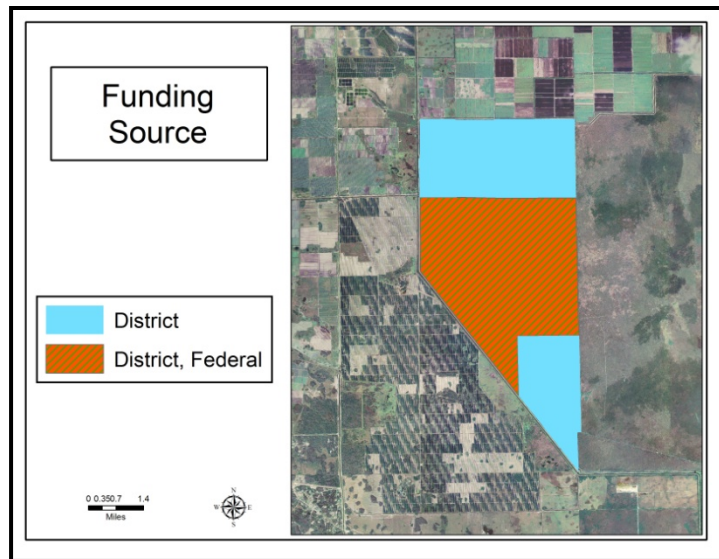 Funding
Source
District
District, Federal
0 0.350.7 1.4
Miles
N
W E
S